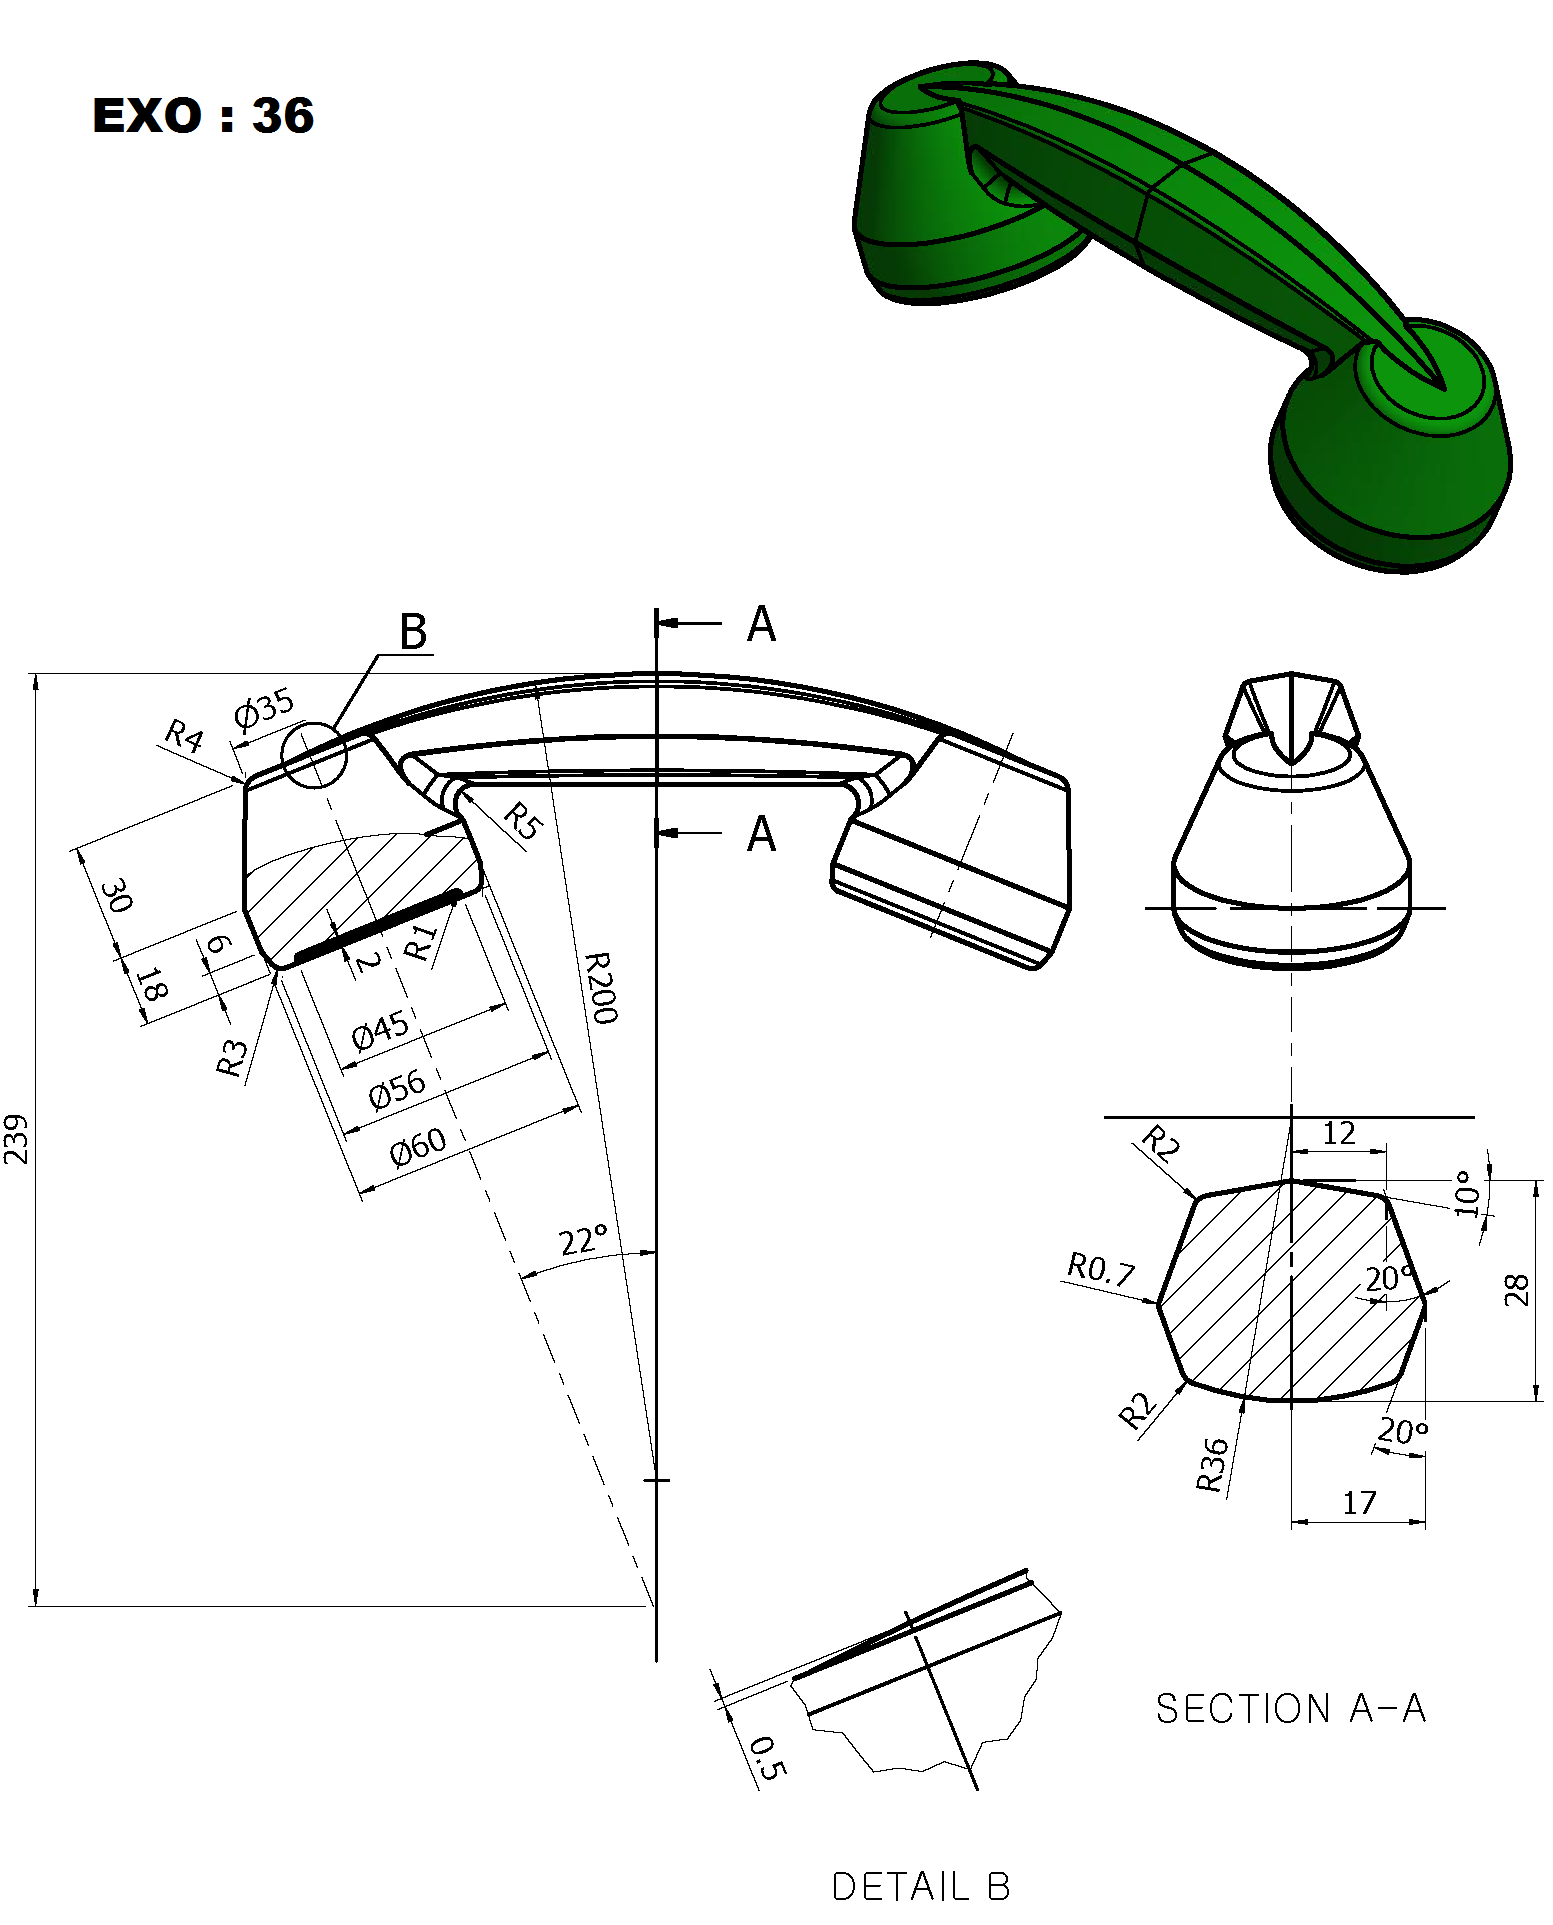 EXO : 36
B
A
Ø35
R4
A
R5
30
6
18
2
R1
R3
R200
Ø45
Ø56
Ø60
239
22°
R2
12
10°
R0.7
20°
28
R2
20°
R36
17
0.5
SECTION A-A
DETAIL B